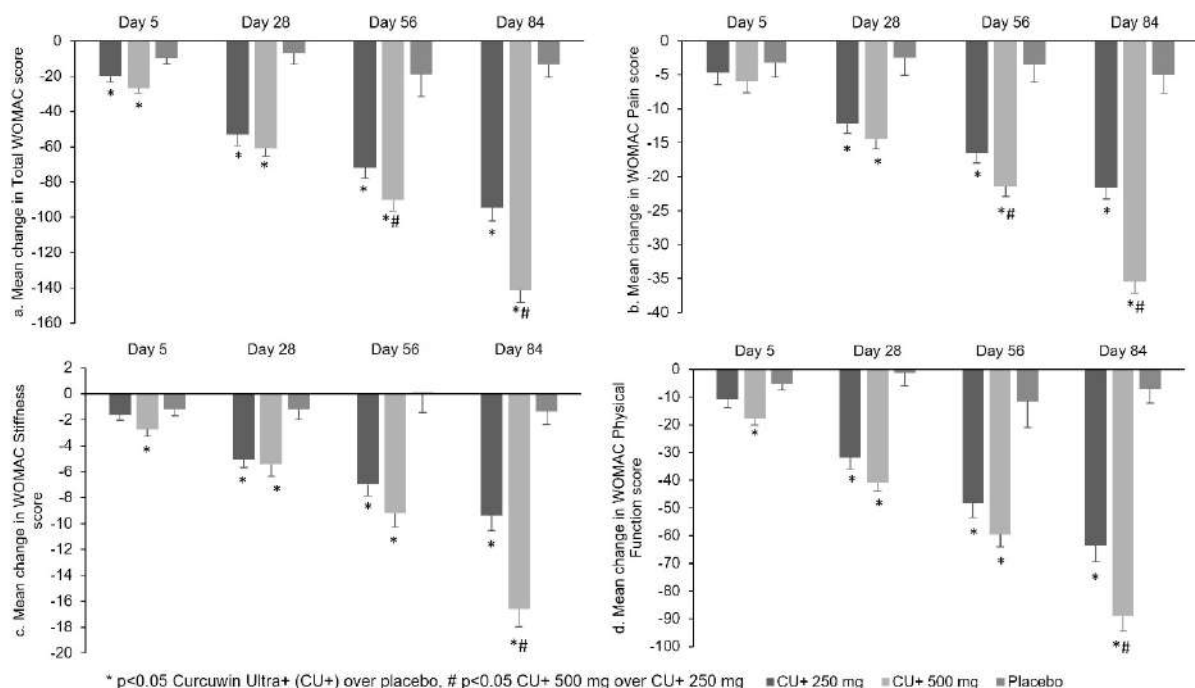 Day 5 Day 28 Day 56 Day 84
0
-20
-40
-60
-80
-100
-120
-140
-160
a. Mean change in Total WOMAC score
* * * * * *# * *#
Day 5 Day 28 Day 56 Day 84
0
-5
-10
-15
-20
-25
-30
-35
-40
b. Mean change in WOMAC Pain score
* * * *# * *#
Day 5 Day 28 Day 56 Day 84
2
0
-2
-4
-6
-8
-10
-12
-14
-16
-18
-20
c. Mean change in WOMAC Stiffness
score
* * * * * * *#
Day 5 Day 28 Day 56 Day 84
0
-10
-20
-30
-40
-50
-60
-70
-80
-90
-100
d. Mean change in WOMAC Physical
Function score
* * * * * * *#
* p<0.05 Curcuwin Ultra+ (CU+) over placebo, # p<0.05 CU+ 500 mg over CU+ 250 mg CU+ 250 mg CU+ 500 mg Placebo